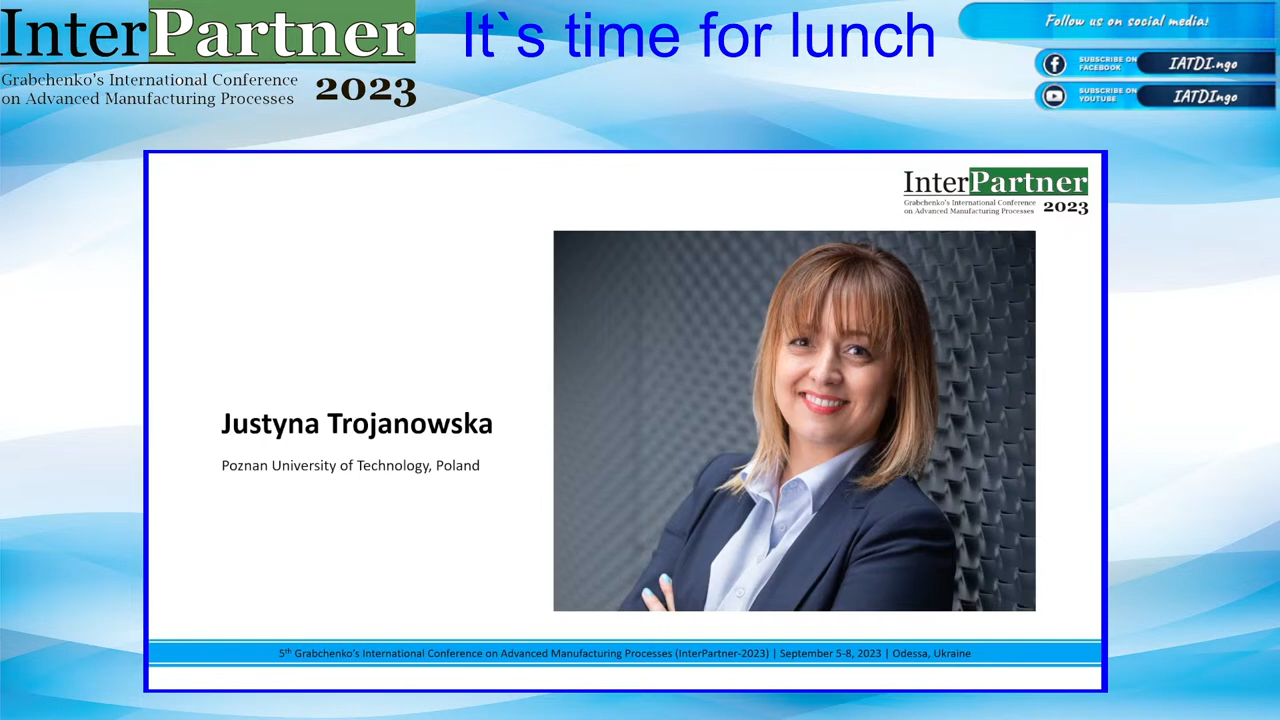 InterPartner
Grabchenko's International Conference
on Advanced Manufacturing Processes
2023
It`s time for lunch
Follow us on social media!
SUBSCRIBE ON
FACEBOOK
IATDI.ngo
SUBSCRIBE ON
YOUTUBE
IATDIngo
InterPartner
Grabchenko's International Conference
on Advanced Manufacturing Processes
2023
Justyna Trojanowska
Poznan University of Technology, Poland
5th Grabchenko's International Conference on Advanced Manufacturing Processes (InterPartner-2023) | September 5-8, 2023 | Odessa, Ukraine